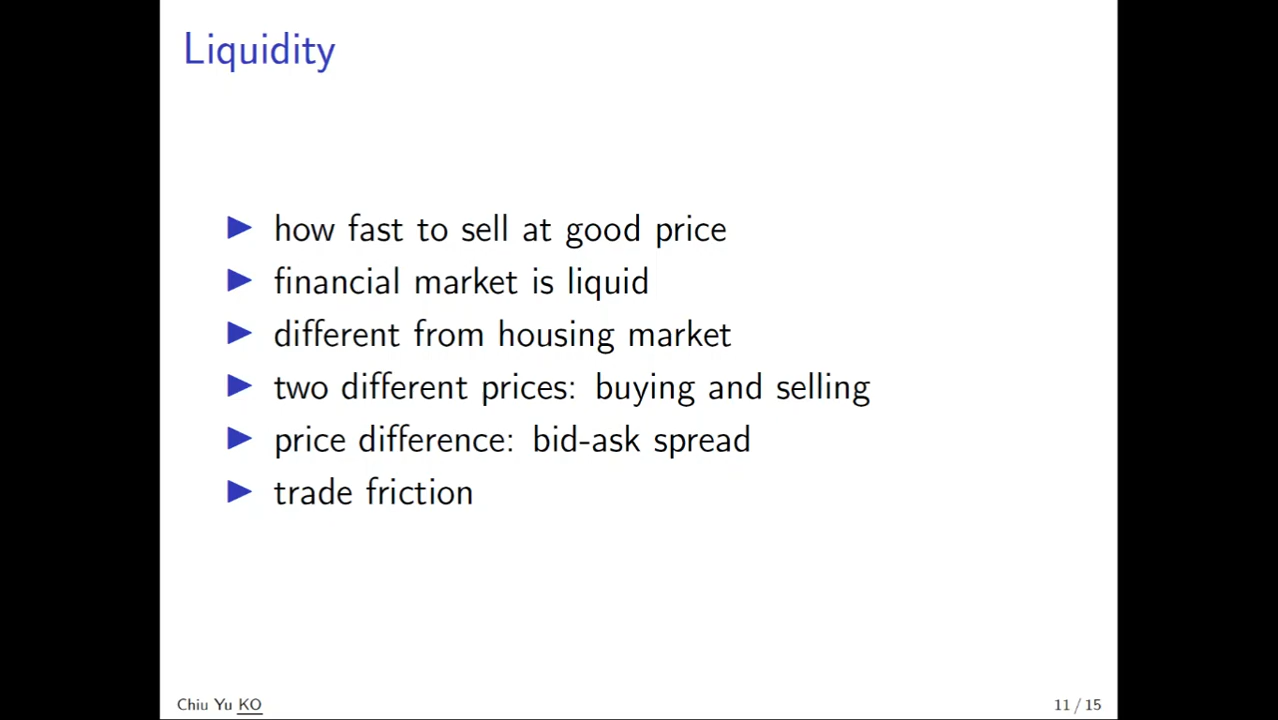 Liquidity
how fast to sell at good price
financial market is liquid
different from housing market
two different prices: buying and selling
price difference: bid-ask spread
trade friction
Chiu Yu KO
11 / 15